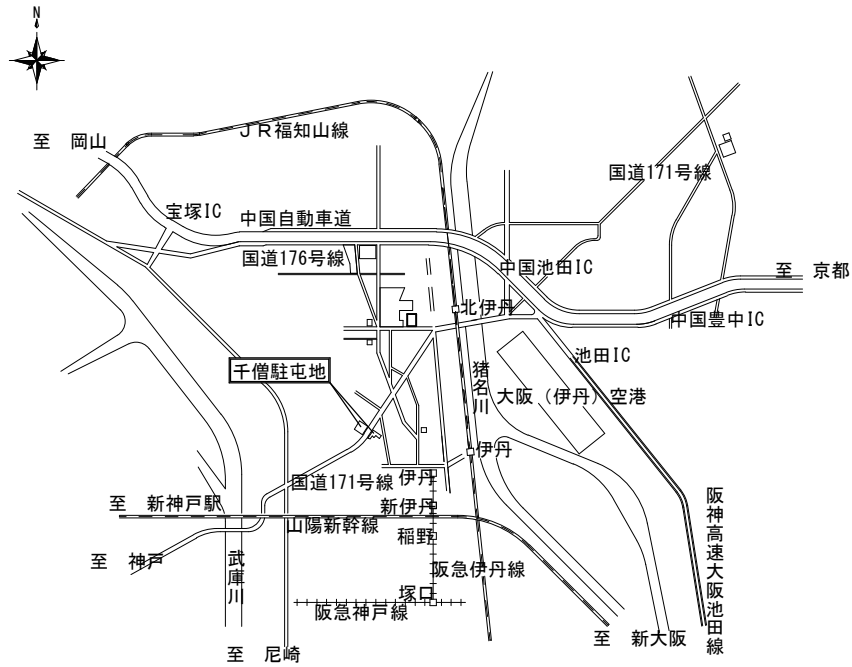 N
至 岡山
JR福知山線
国道171号線
宝塚IC
中国自動車道
国道176号線
中国池田IC
至 京都
北伊丹
中国豊中IC
池田IC
千僧駐屯地
猪名川
大阪（伊丹）空港
伊丹
国道171号線
伊丹
至 新神戸駅
新伊丹
山陽新幹線
稲野
至 神戸
武庫川
阪急伊丹線
塚口
阪急神戸線
阪神高速大阪池田線
至 新大阪
至 尼崎